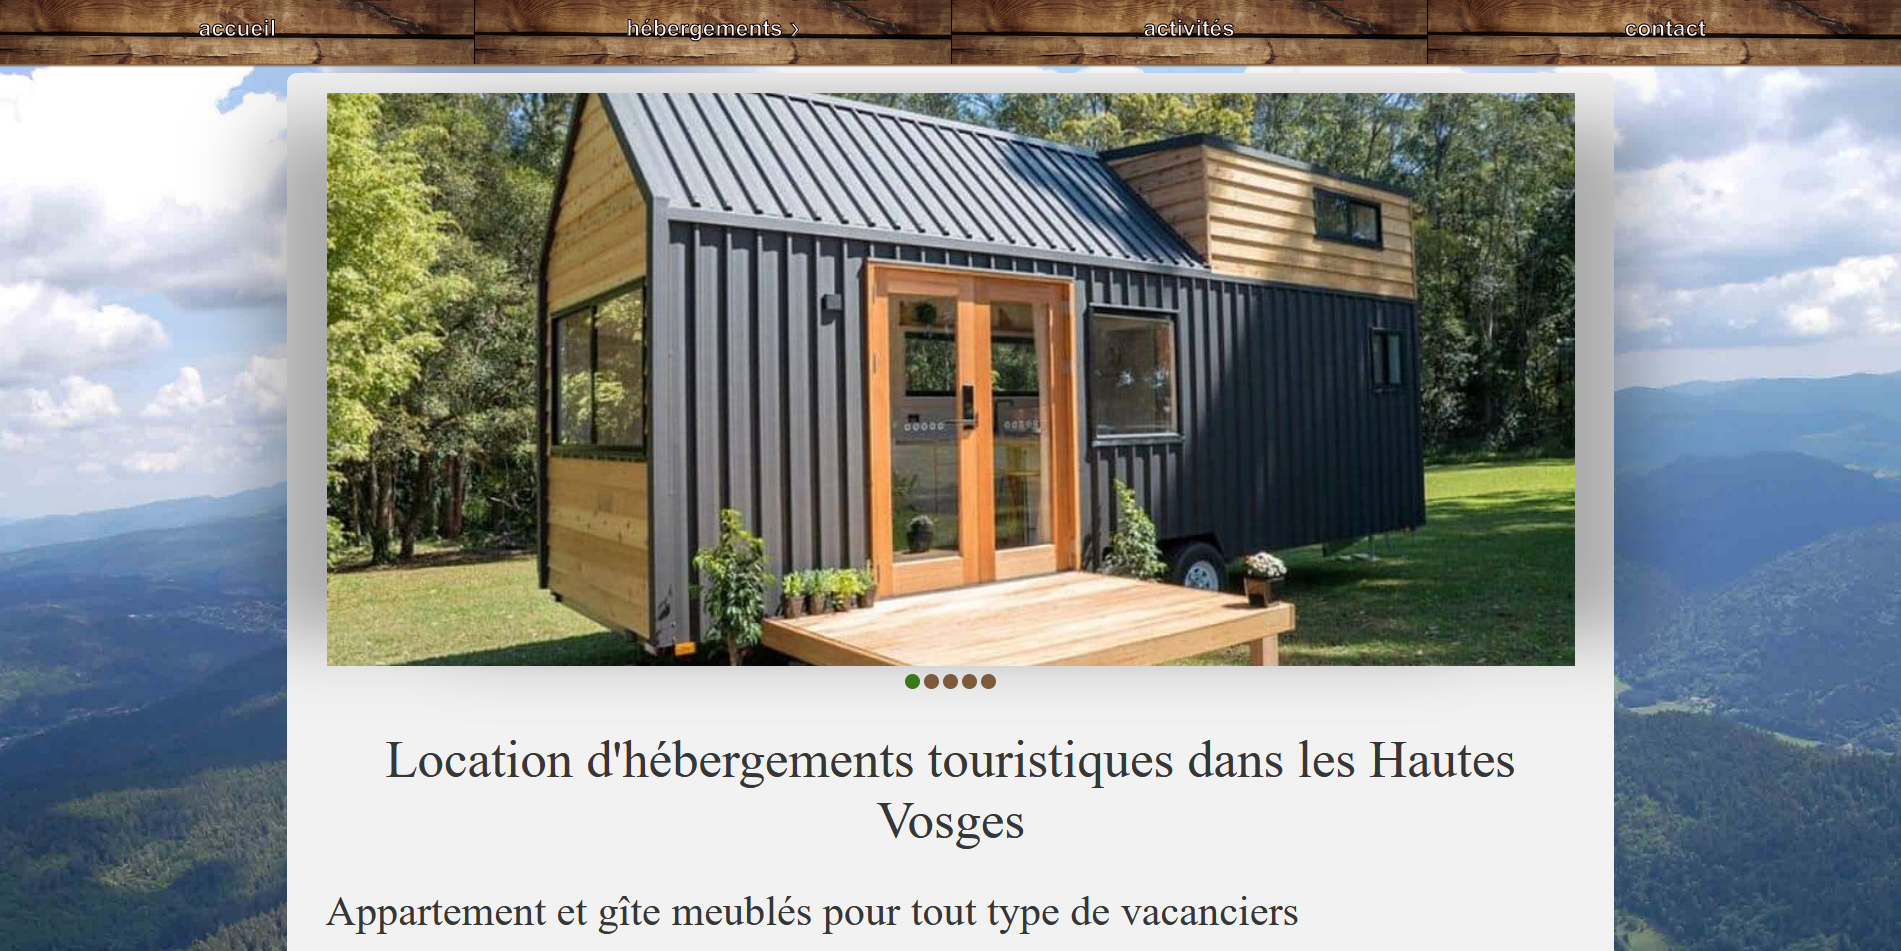 accueil
hébergements ›
activités
contact
Location d'hébergements touristiques dans les Hautes
Vosges
Appartement et gîte meublés pour tout type de vacanciers